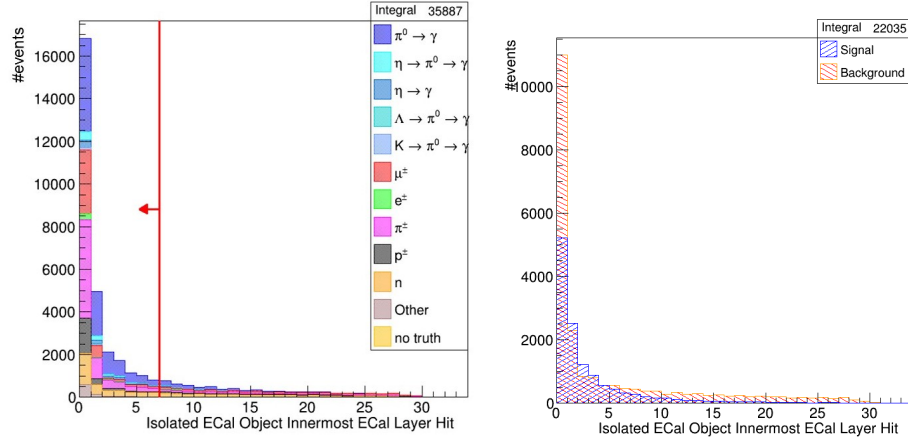 Integral 35887
π⁰ → γ
η → π⁰ → γ
η → γ
Λ → π⁰ → γ
K → π⁰ → γ
μ±
e±
π±
p±
n
Other
no truth
#events
16000
14000
12000
10000
8000
6000
4000
2000
0
0 5 10 15 20 25 30
Isolated ECal Object Innermost ECal Layer Hit
Integral 22035
Signal
Background
#events
10000
8000
6000
4000
2000
0
0 5 10 15 20 25 30
Isolated ECal Object Innermost ECal Layer Hit